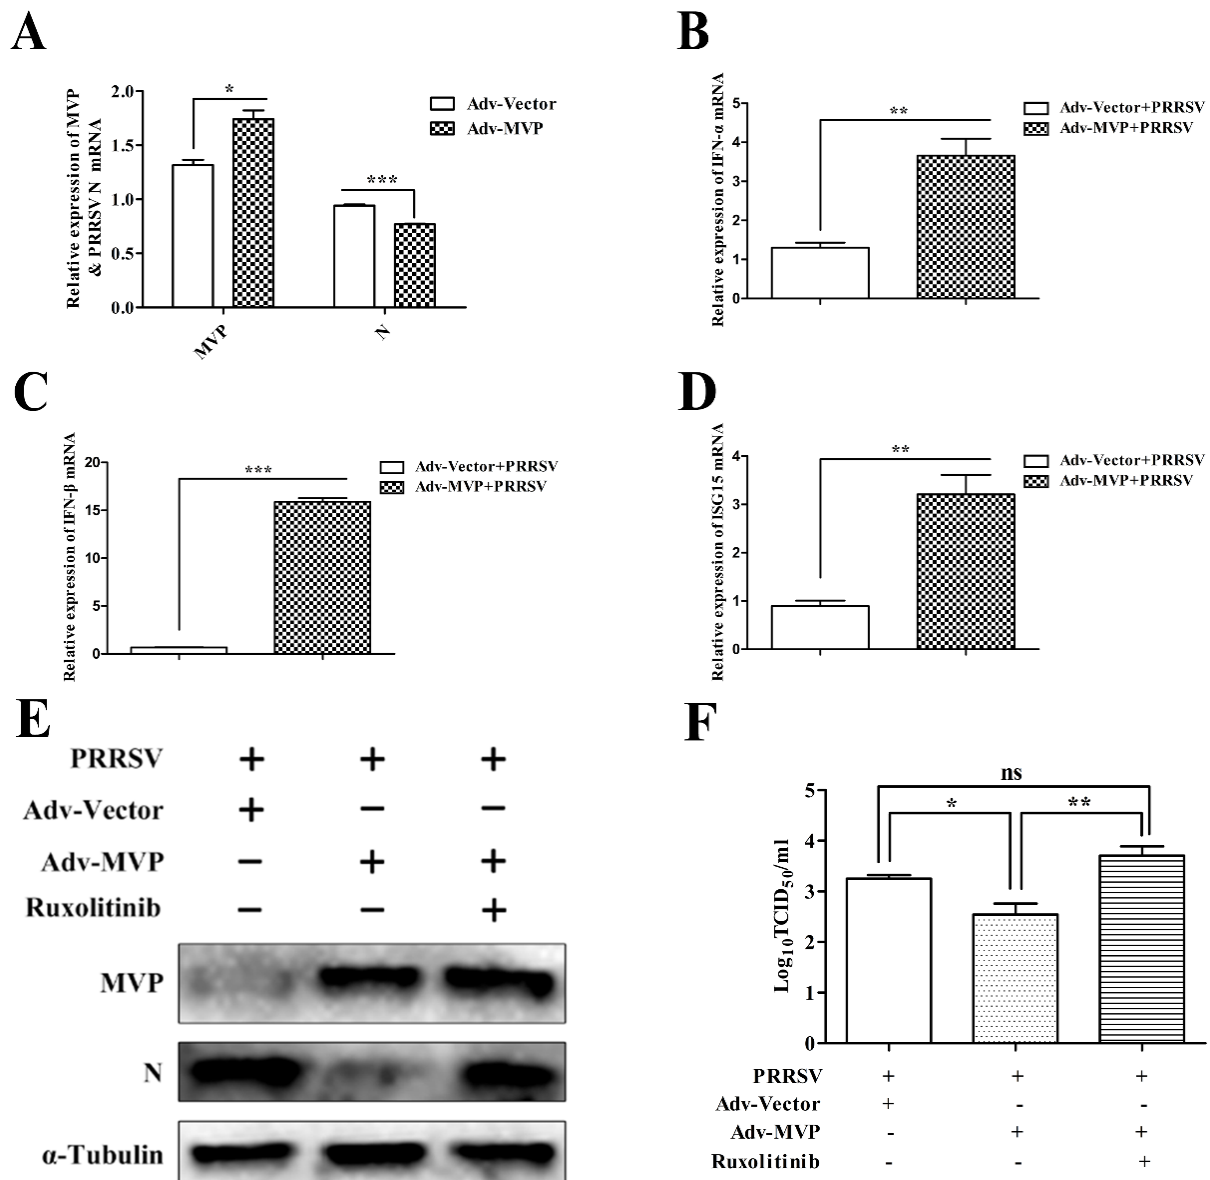 A
Relative expression of MVP
& PRRSV N mRNA
2.0
1.5
1.0
0.5
0.0
*
***
MVP
N
Adv-Vector
Adv-MVP
B
Relative expression of IFN-α mRNA
5
4
3
2
1
0
**
Adv-Vector+PRRSV
Adv-MVP+PRRSV
C
Relative expression of IFN-β mRNA
20
15
10
5
0
***
Adv-Vector+PRRSV
Adv-MVP+PRRSV
D
Relative expression of ISG15 mRNA
4
3
2
1
0
**
Adv-Vector+PRRSV
Adv-MVP+PRRSV
E
PRRSV + + +
Adv-Vector + − −
Adv-MVP − + +
Ruxolitinib − − +
MVP
N
α-Tubulin
F
Log10TCID50/ml
5
4
3
2
1
0
ns
*
**
PRRSV + + +
Adv-Vector + - -
Adv-MVP - + +
Ruxolitinib - - +